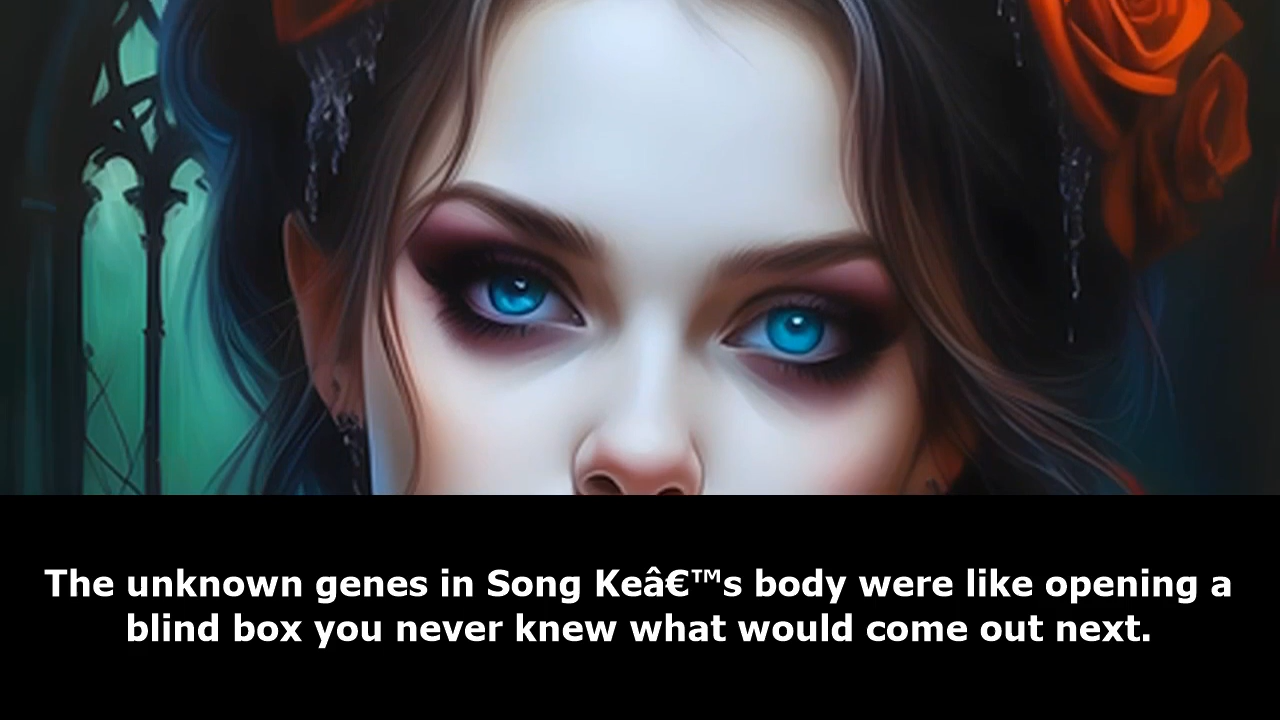 The unknown genes in Song Keâ€™s body were like opening a
blind box you never knew what would come out next.